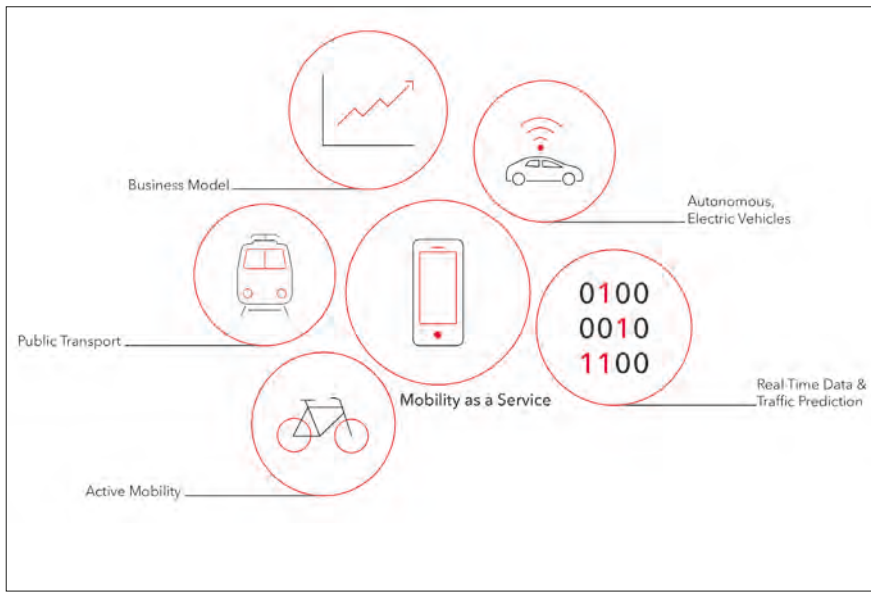 Business Model
Autonomous,
Electric Vehicles
0100
0010
1100
Public Transport
Mobility as a Service
Real-Time Data &
Traffic Prediction
Active Mobility